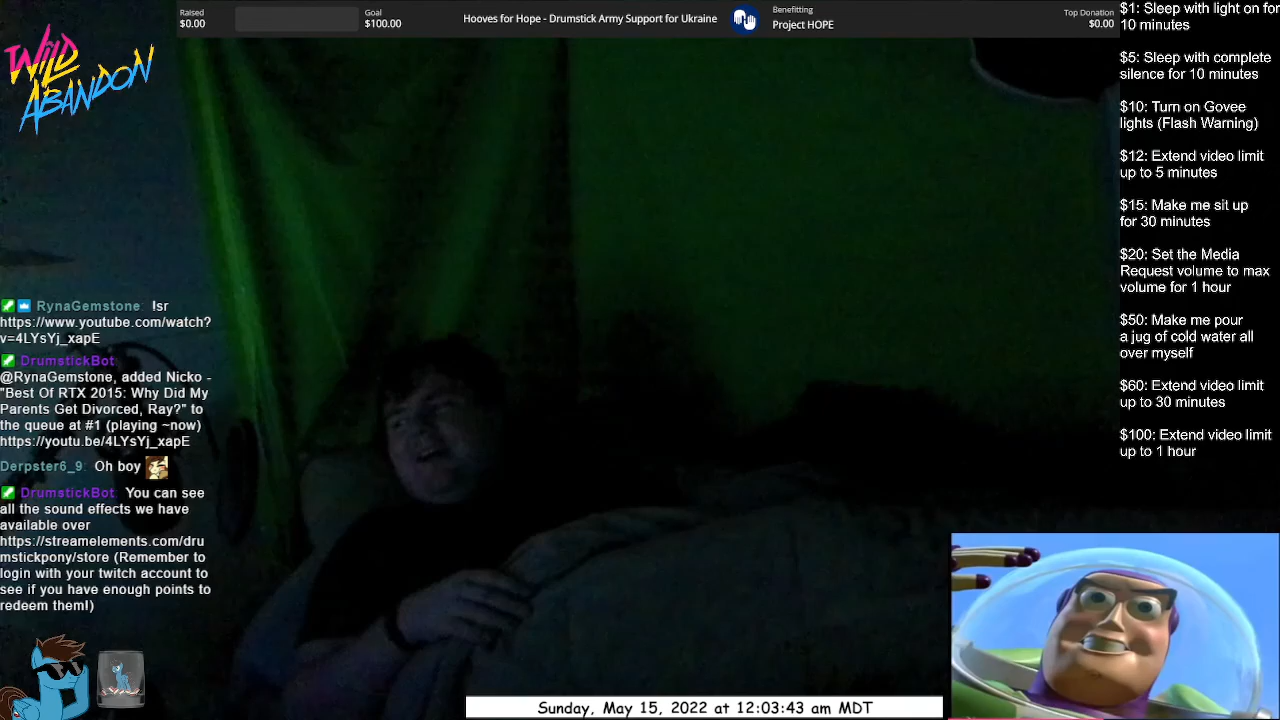 Raised
$0.00
Goal
$100.00
Hooves for Hope - Drumstick Army Support for Ukraine
Benefitting
Project HOPE
Top Donation
$0.00
WILD
ABANDON
$1: Sleep with light on for
10 minutes
$5: Sleep with complete
silence for 10 minutes
$10: Turn on Govee
lights (Flash Warning)
$12: Extend video limit
up to 5 minutes
$15: Make me sit up
for 30 minutes
$20: Set the Media
Request volume to max
volume for 1 hour
$50: Make me pour
a jug of cold water all
over myself
$60: Extend video limit
up to 30 minutes
$100: Extend video limit
up to 1 hour
RynaGemstone: !sr
https://www.youtube.com/watch?
v=4LYsYj_xapE
DrumstickBot:
@RynaGemstone, added Nicko -
"Best Of RTX 2015: Why Did My
Parents Get Divorced, Ray?" to
the queue at #1 (playing ~now)
https://youtu.be/4LYsYj_xapE
Derpster6_9: Oh boy
DrumstickBot: You can see
all the sound effects we have
available over
https://streamelements.com/dru
mstickpony/store (Remember to
login with your twitch account to
see if you have enough points to
redeem them!)
Sunday, May 15, 2022 at 12:03:43 am MDT